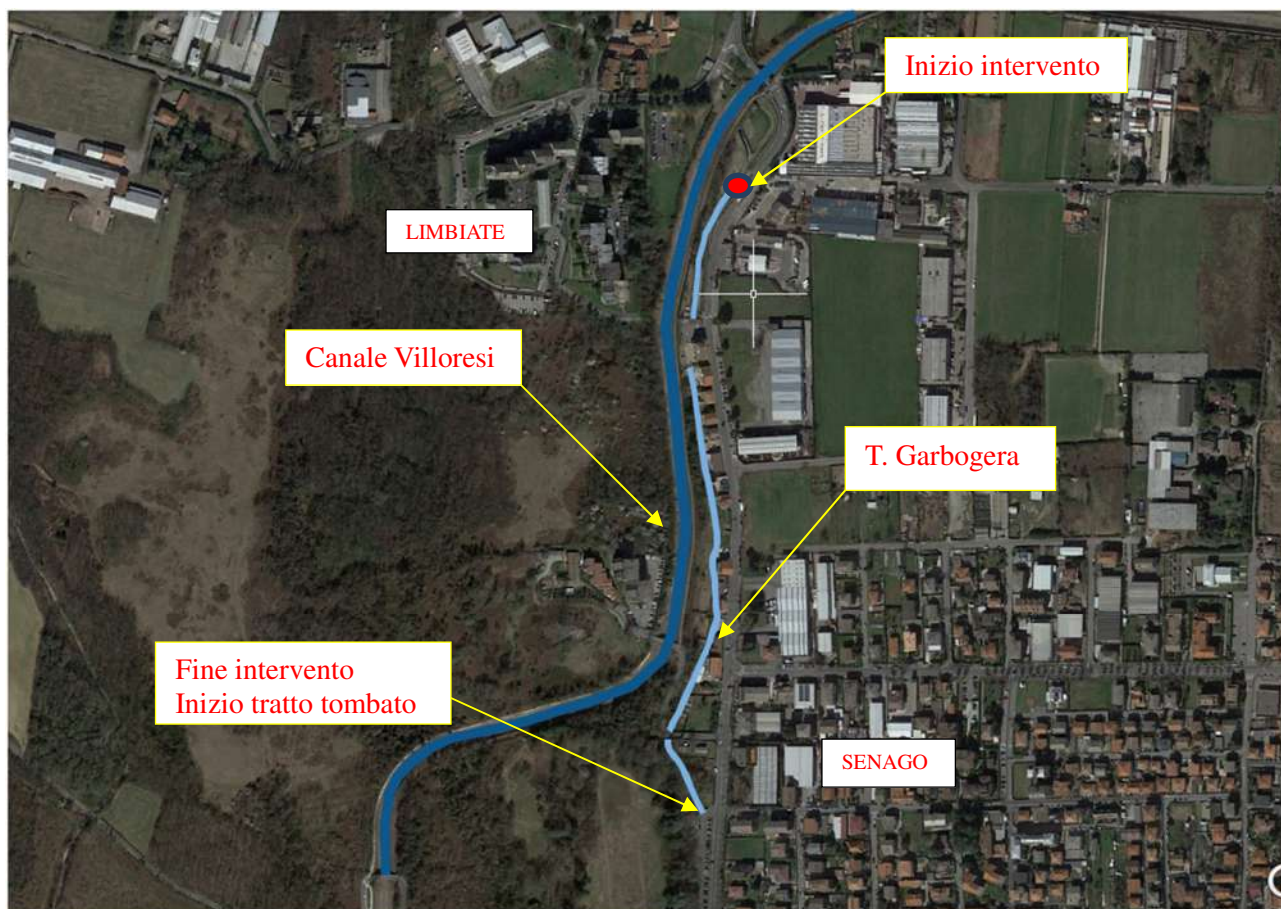 Inizio intervento
LIMBIATE
Canale Villoresi
T. Garbogera
Fine intervento
Inizio tratto tombato
SENAGO